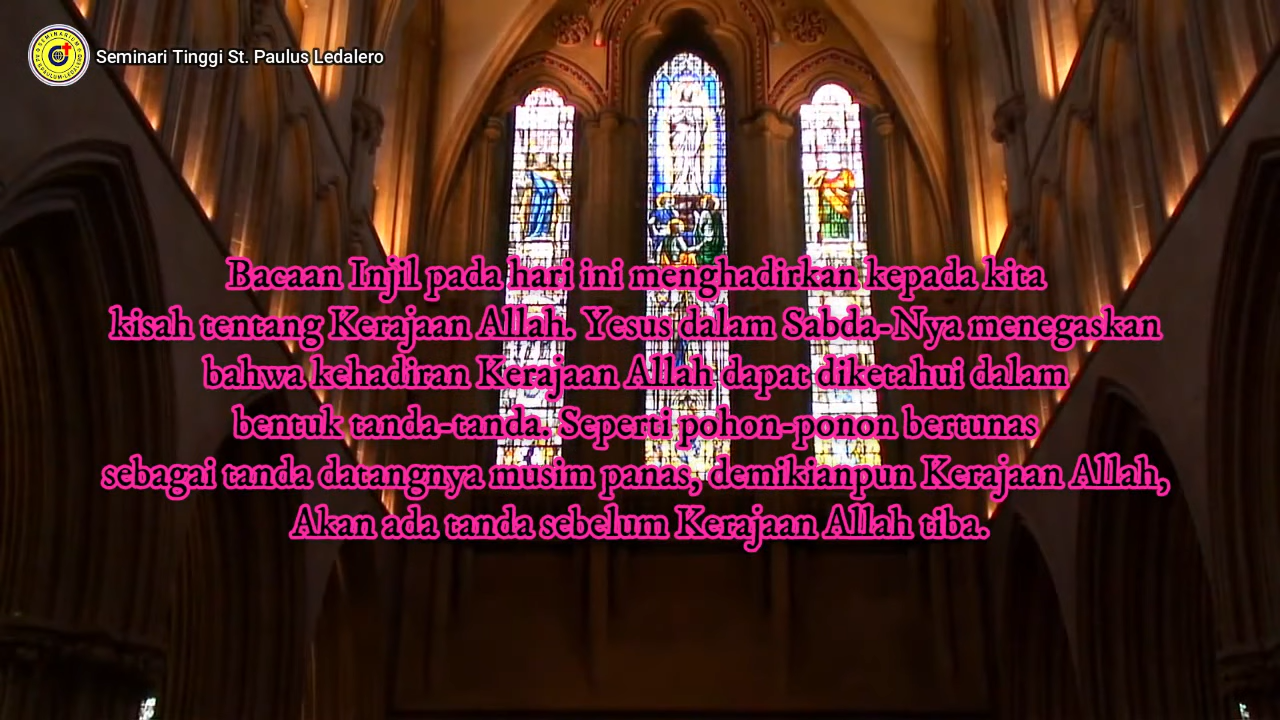 Seminari Tinggi St. Paulus Ledalero
Bacaan Injil pada hari ini menghadirkan kepada kita
kisah tentang Kerajaan Allah. Yesus dalam Sabda-Nya menegaskan
bahwa kehadiran Kerajaan Allah dapat diketahui dalam
bentuk tanda-tanda. Seperti pohon-ponon bertunas
sebagai tanda datangnya musim panas, demikianpun Kerajaan Allah,
Akan ada tanda sebelum Kerajaan Allah tiba.